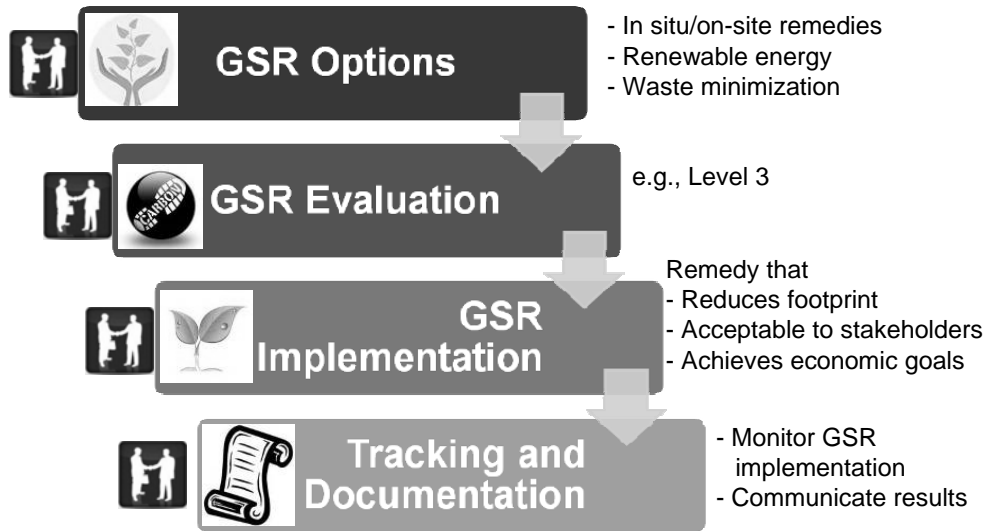 GSR Options
- In situ/on-site remedies
- Renewable energy
- Waste minimization
CARBON
GSR Evaluation
e.g., Level 3
GSR
Implementation
Remedy that
- Reduces footprint
- Acceptable to stakeholders
- Achieves economic goals
Tracking and
Documentation
- Monitor GSR
implementation
- Communicate results